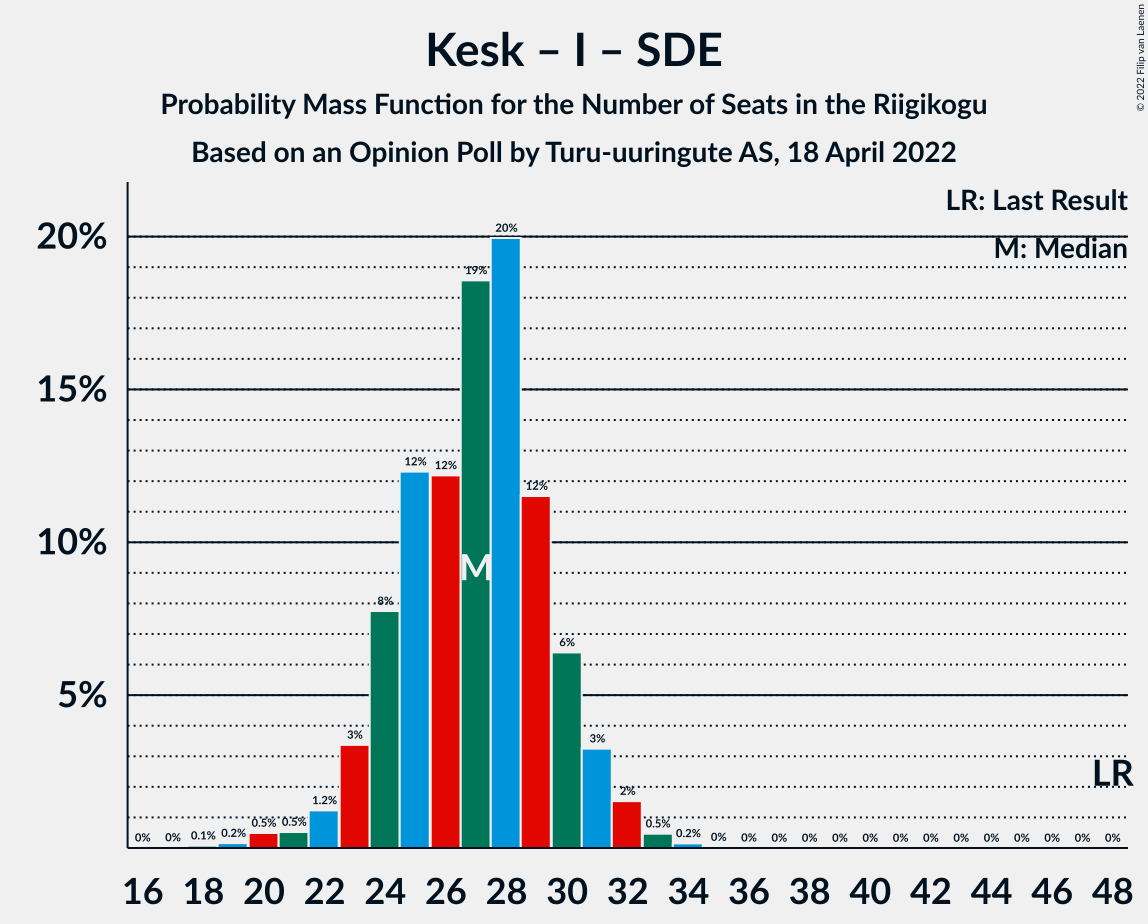 Kesk – I – SDE
Probability Mass Function for the Number of Seats in the Riigikogu
Based on an Opinion Poll by Turu-uuringute AS, 18 April 2022
© 2022 Filip van Laenen
LR: Last Result
M: Median
20%
15%
10%
5%
0% 0% 0.1% 0.2% 0.5% 0.5% 1.2% 3% 8% 12% 12% 19% 20% 12% 6% 3% 2% 0.5% 0.2% 0% 0% 0% 0% 0% 0% 0% 0% 0% 0% 0% 0% 0% 0%
M
LR
16 18 20 22 24 26 28 30 32 34 36 38 40 42 44 46 48